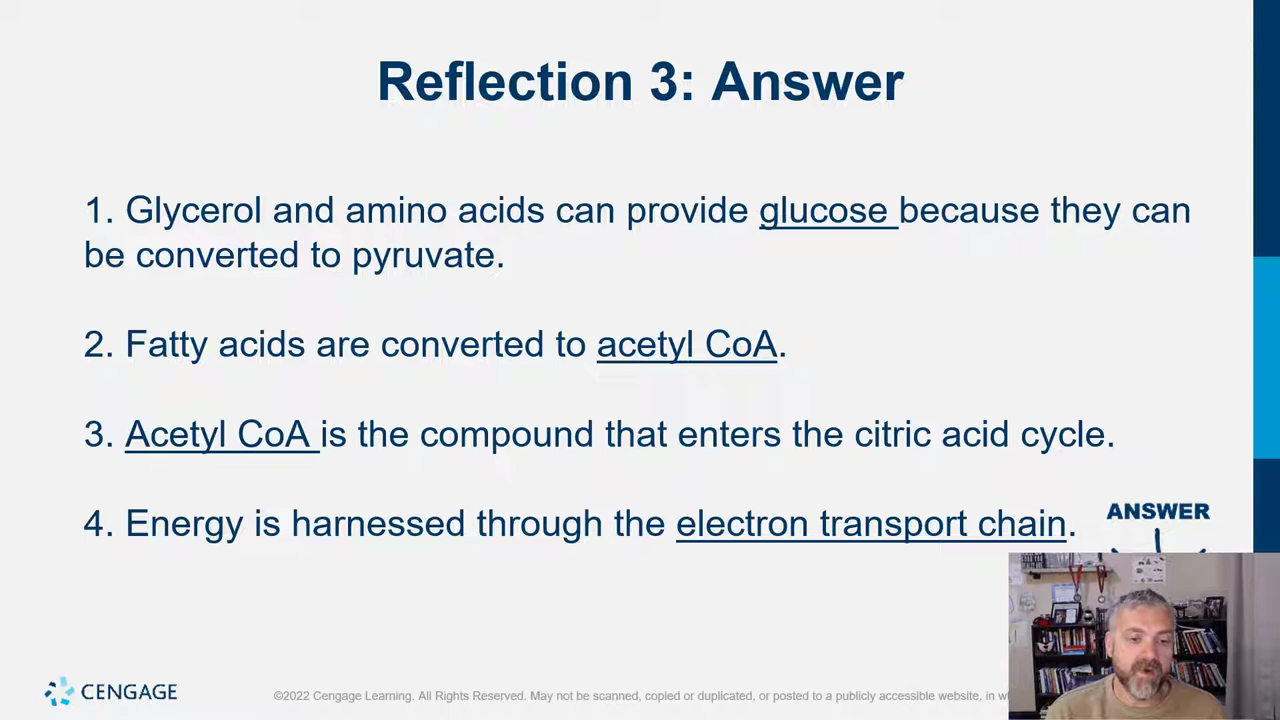 Reflection 3: Answer
1. Glycerol and amino acids can provide glucose because they can
be converted to pyruvate.
2. Fatty acids are converted to acetyl CoA.
3. Acetyl CoA is the compound that enters the citric acid cycle.
4. Energy is harnessed through the electron transport chain.
ANSWER
CENGAGE
©2022 Cengage Learning. All Rights Reserved. May not be scanned, copied or duplicated, or posted to a publicly accessible website, in